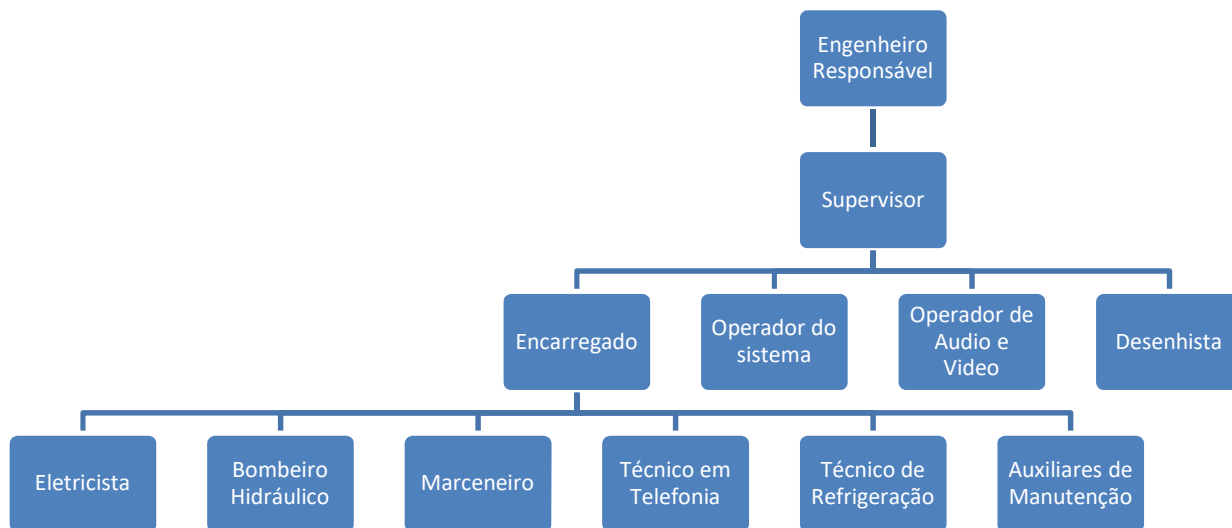 Engenheiro
Responsável
Supervisor
Encarregado
Operador do
sistema
Operador de
Audio e
Video
Desenhista
Eletricista
Bombeiro
Hidráulico
Marceneiro
Técnico em
Telefonia
Técnico de
Refrigeração
Auxiliares de
Manutenção